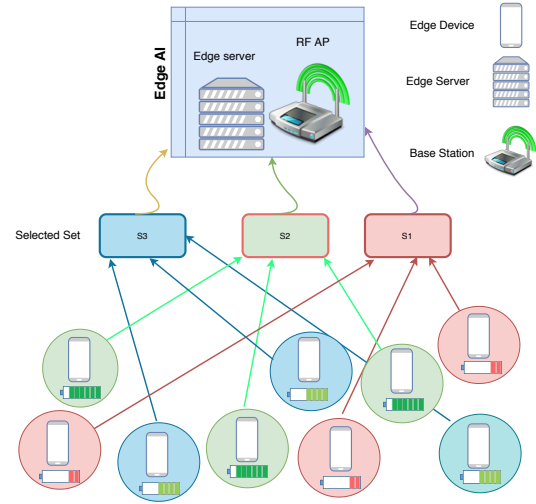 Edge AI
Edge server
RF AP
Edge Device
Edge Server
Base Station
Selected Set
S3
S2
S1